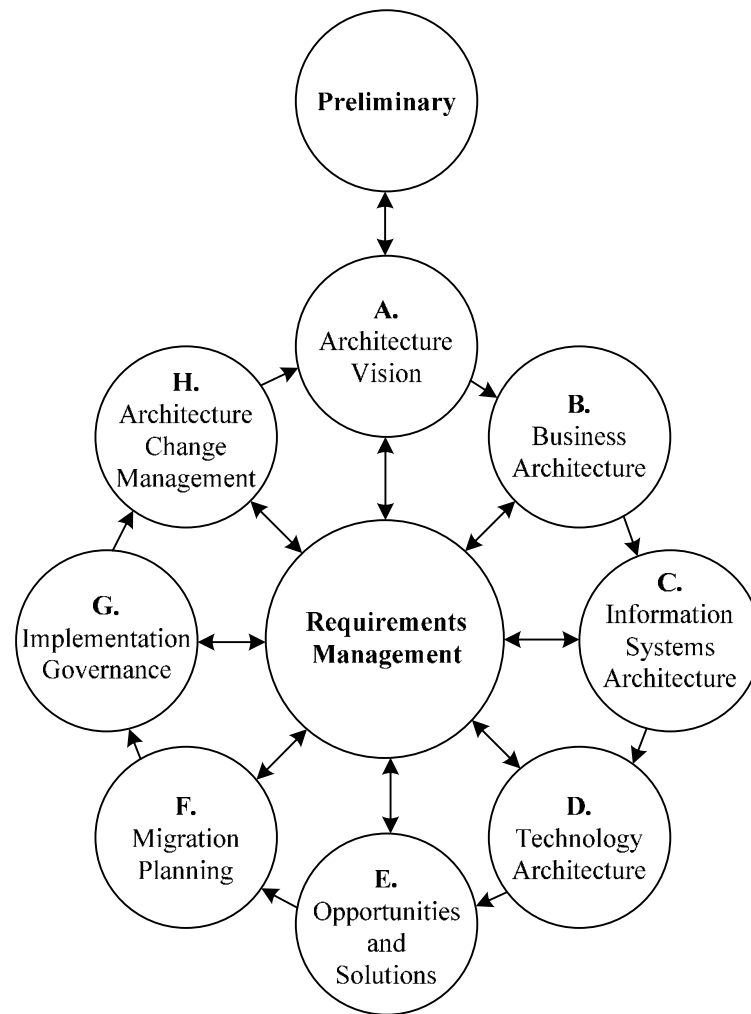 Preliminary
A.
Architecture
Vision
B.
Business
Architecture
C.
Information
Systems
Architecture
D.
Technology
Architecture
E.
Opportunities
and
Solutions
F.
Migration
Planning
G.
Implementation
Governance
H.
Architecture
Change
Management
Requirements
Management